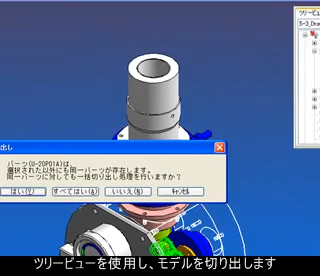 ツリービュー
S-3_Dra
出し
パーツ(U-20P01A)は、
選択された以外にも同一パーツが存在します。
同一パーツに対しても一括切り出し処理を行いますか？
はい(Y)
すべてはい(A)
いいえ(N)
キャンセル
ツリービューを使用し、モデルを切り出します